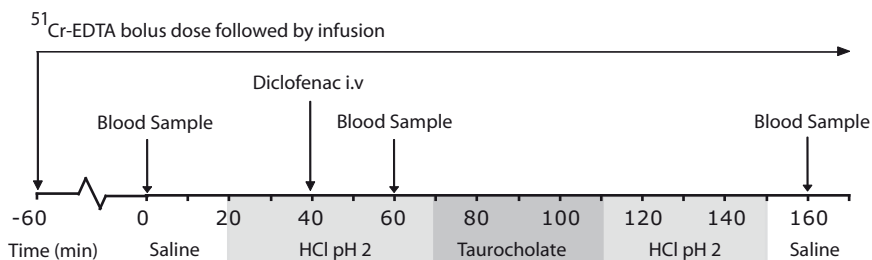 51Cr-EDTA bolus dose followed by infusion
Diclofenac i.v
Blood Sample Blood Sample Blood Sample
-60 0 20 40 60 80 100 120 140 160
Time (min) Saline HCl pH 2 Taurocholate HCl pH 2 Saline